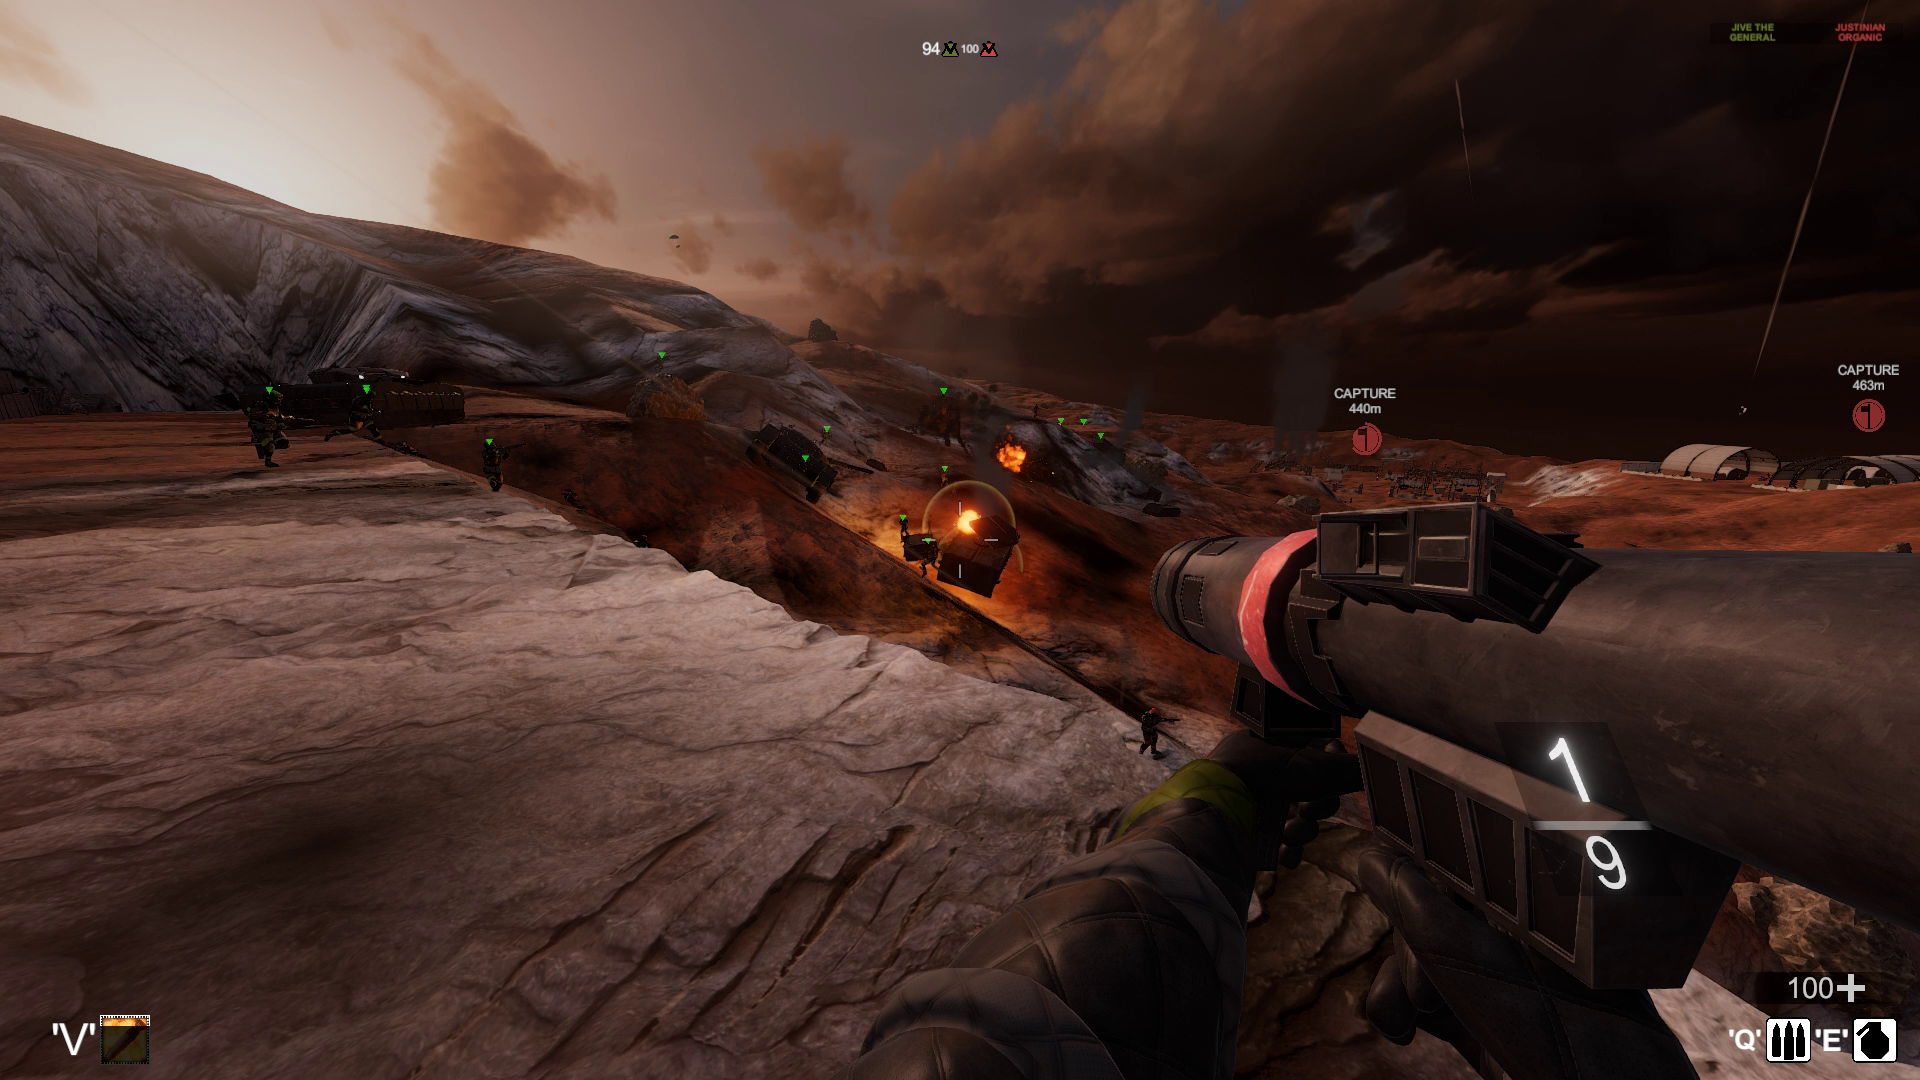 94 100
JIVE THE
GENERAL
JUSTINIAN
ORGANIC
CAPTURE
463m
CAPTURE
440m
1
9
100+
'V'
'Q' 'E'